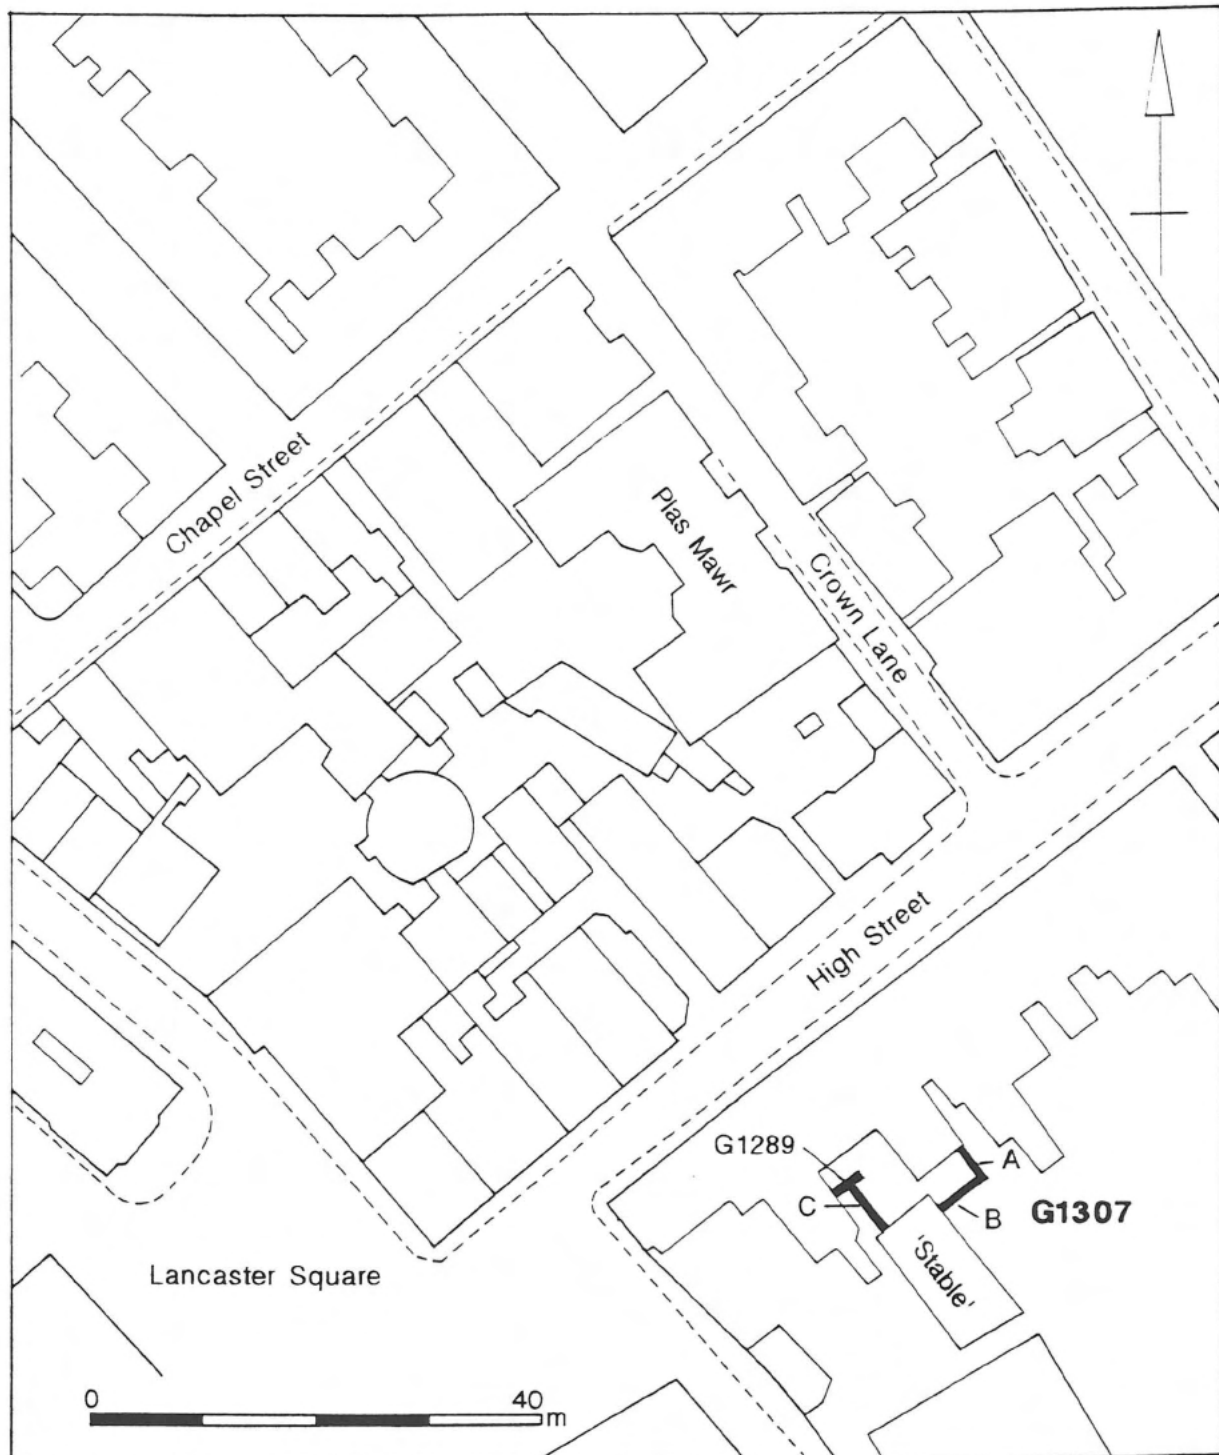 Chapel Street
Plas Mawr
Crown Lane
High Street
G1289
A
C
B
G1307
'Stable'
Lancaster Square
0
40
m